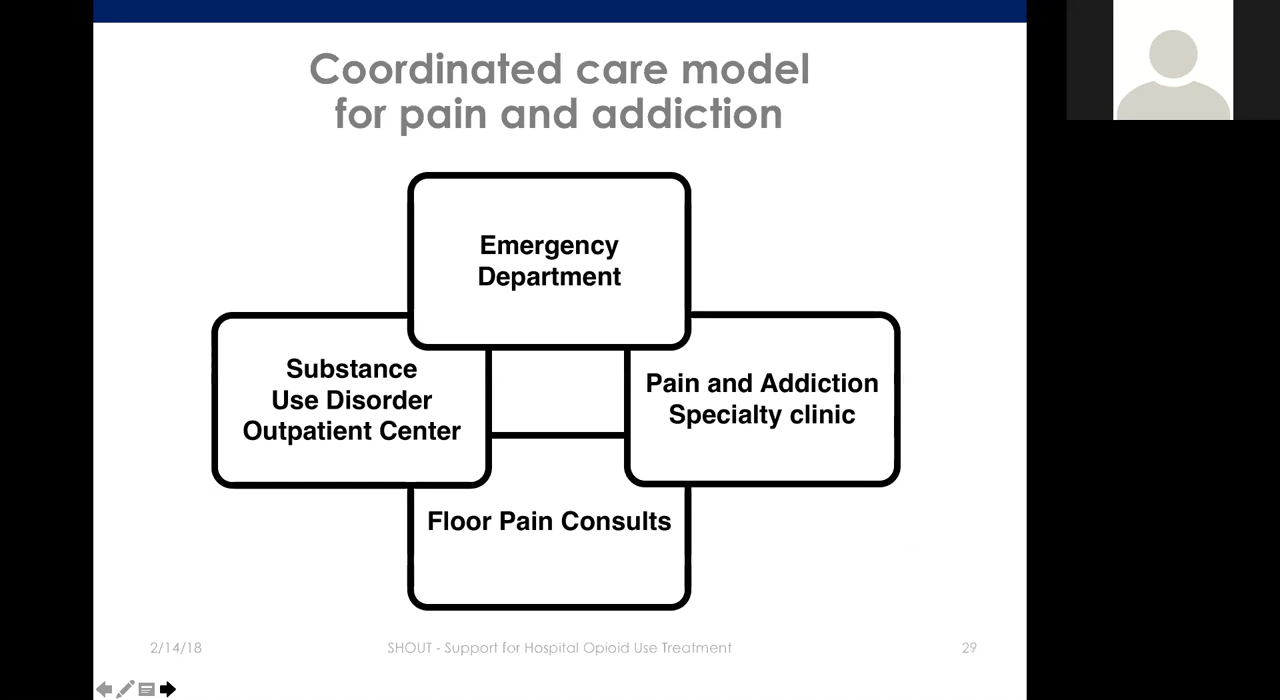 Coordinated care model
for pain and addiction
Emergency
Department
Substance
Use Disorder
Outpatient Center
Pain and Addiction
Specialty clinic
Floor Pain Consults
2/14/18
SHOUT - Support for Hospital Opioid Use Treatment
29